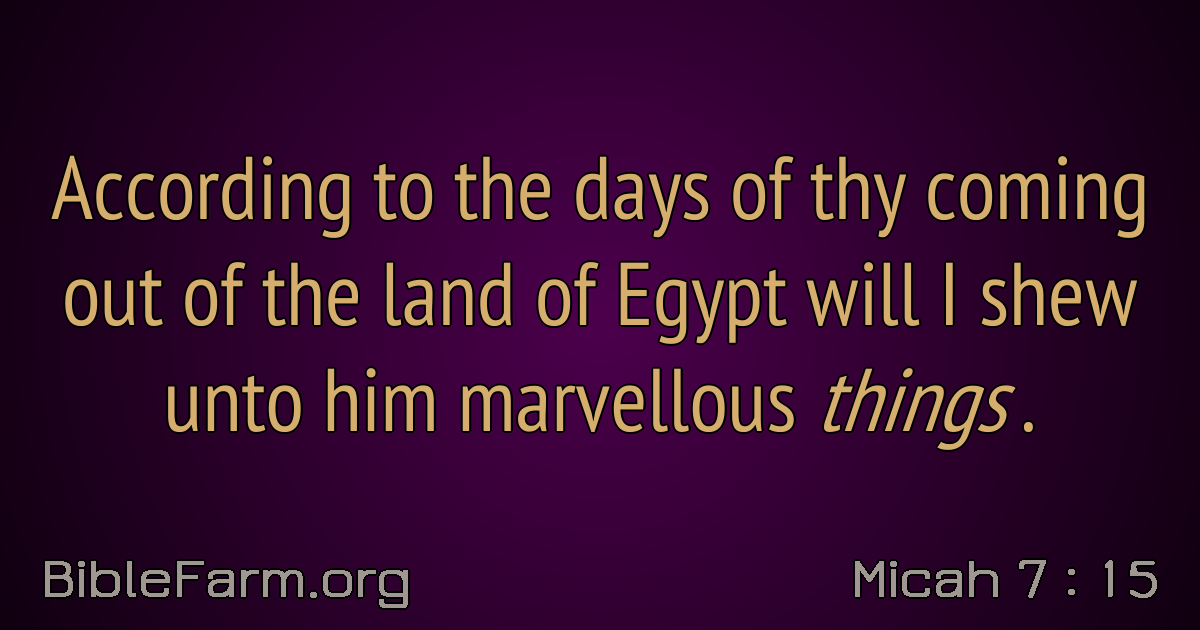 According to the days of thy coming
out of the land of Egypt will I shew
unto him marvellous things .
BibleFarm.org
Micah 7 : 15